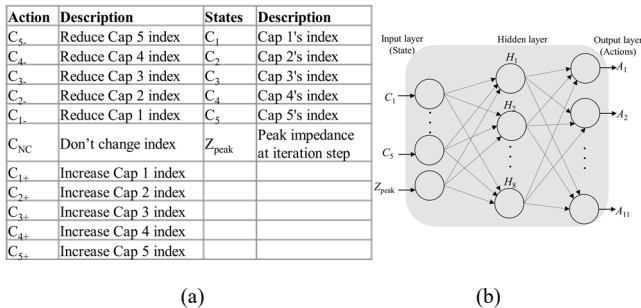 Action Description States Description
C5- Reduce Cap 5 index C1 Cap 1's index
C4- Reduce Cap 4 index C2 Cap 2's index
C3- Reduce Cap 3 index C3 Cap 3's index
C2- Reduce Cap 2 index C4 Cap 4's index
C1- Reduce Cap 1 index C5 Cap 5's index
CNC Don't change index Zpeak Peak impedance
at iteration step
C1+ Increase Cap 1 index
C2+ Increase Cap 2 index
C3+ Increase Cap 3 index
C4+ Increase Cap 4 index
C5+ Increase Cap 5 index
(a)
Input layer
(State)
Hidden layer
Output layer
(Actions)
H1
A1
C1
H2
A2
C5
Zpeak
H8
A11
(b)